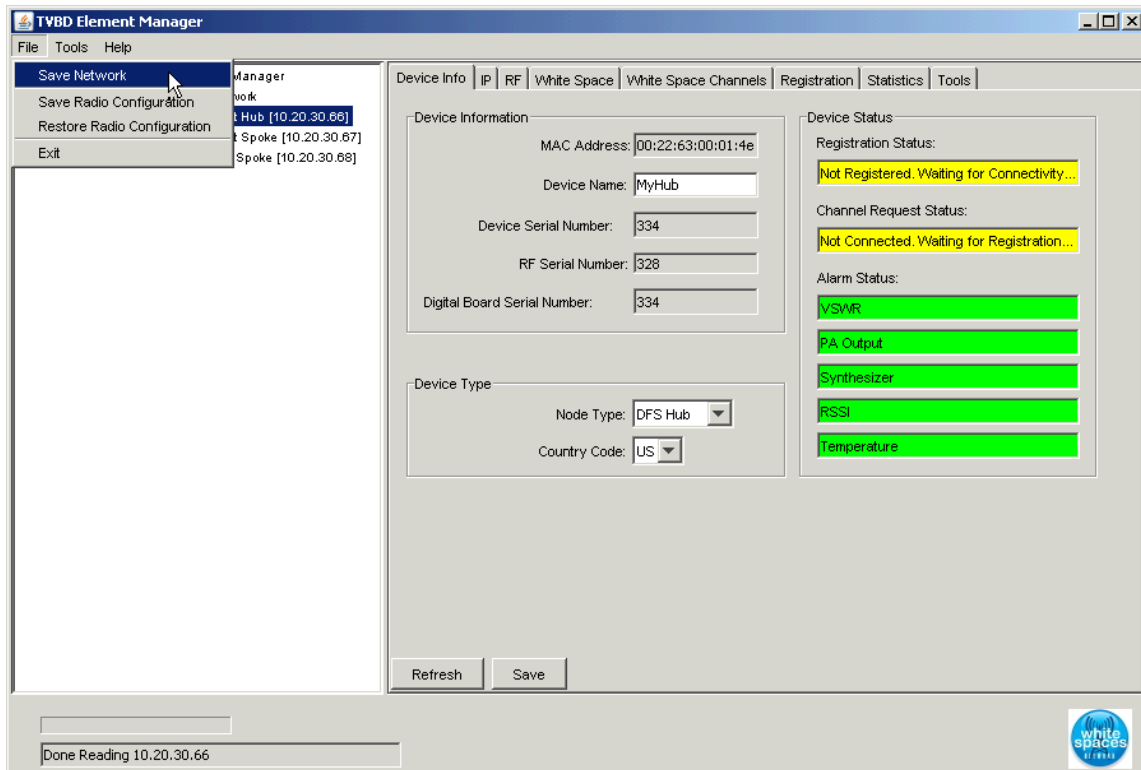 TVBD Element Manager
File Tools Help
Save Network
Save Radio Configuration
Restore Radio Configuration
Exit
Manager
work
t Hub [10.20.30.66]
t Spoke [10.20.30.67]
Spoke [10.20.30.68]
Device Info IP RF White Space White Space Channels Registration Statistics Tools
Device Information
MAC Address: 00:22:63:00:01:4e
Device Name: MyHub
Device Serial Number: 334
RF Serial Number: 328
Digital Board Serial Number: 334
Device Type
Node Type: DFS Hub
Country Code: US
Device Status
Registration Status:
Not Registered. Waiting for Connectivity...
Channel Request Status:
Not Connected. Waiting for Registration...
Alarm Status:
VSWR
PA Output
Synthesizer
RSSI
Temperature
Refresh Save
Done Reading 10.20.30.66
white
spaces
NETWORK